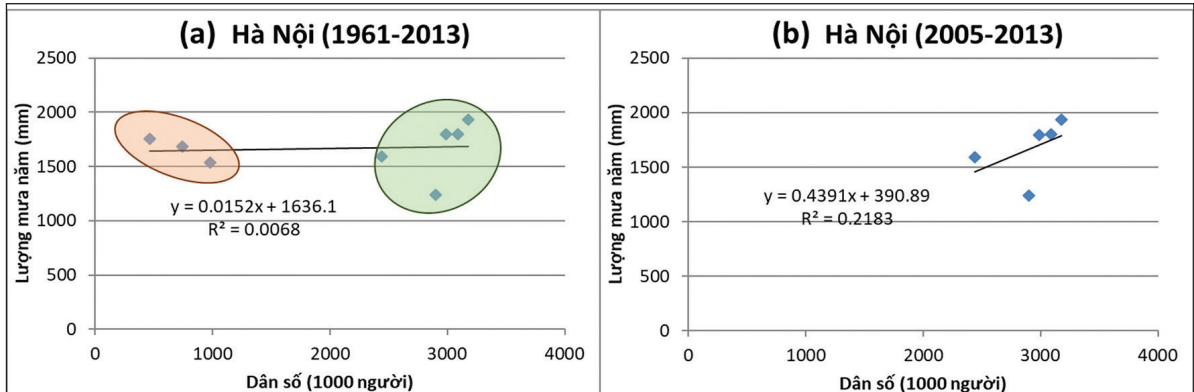 (a) Hà Nội (1961-2013)
Lượng mưa năm (mm)
2500
2000
1500
1000
500
0
y = 0.0152x + 1636.1
R² = 0.0068
0 1000 2000 3000 4000
Dân số (1000 người)
(b) Hà Nội (2005-2013)
Lượng mưa năm (mm)
2500
2000
1500
1000
500
0
y = 0.4391x + 390.89
R² = 0.2183
0 1000 2000 3000 4000
Dân số (1000 người)